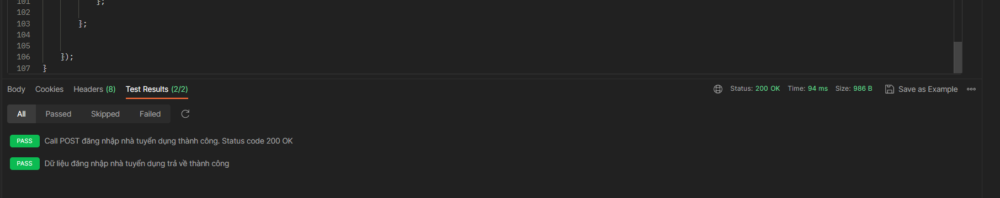 101 };
102
103 };
104
105
106 });
107 }
Body Cookies Headers (8) Test Results (2/2) Status: 200 OK Time: 94 ms Size: 986 B Save as Example
All Passed Skipped Failed
PASS Call POST đăng nhập nhà tuyển dụng thành công. Status code 200 OK
PASS Dữ liệu đăng nhập nhà tuyển dụng trả về thành công